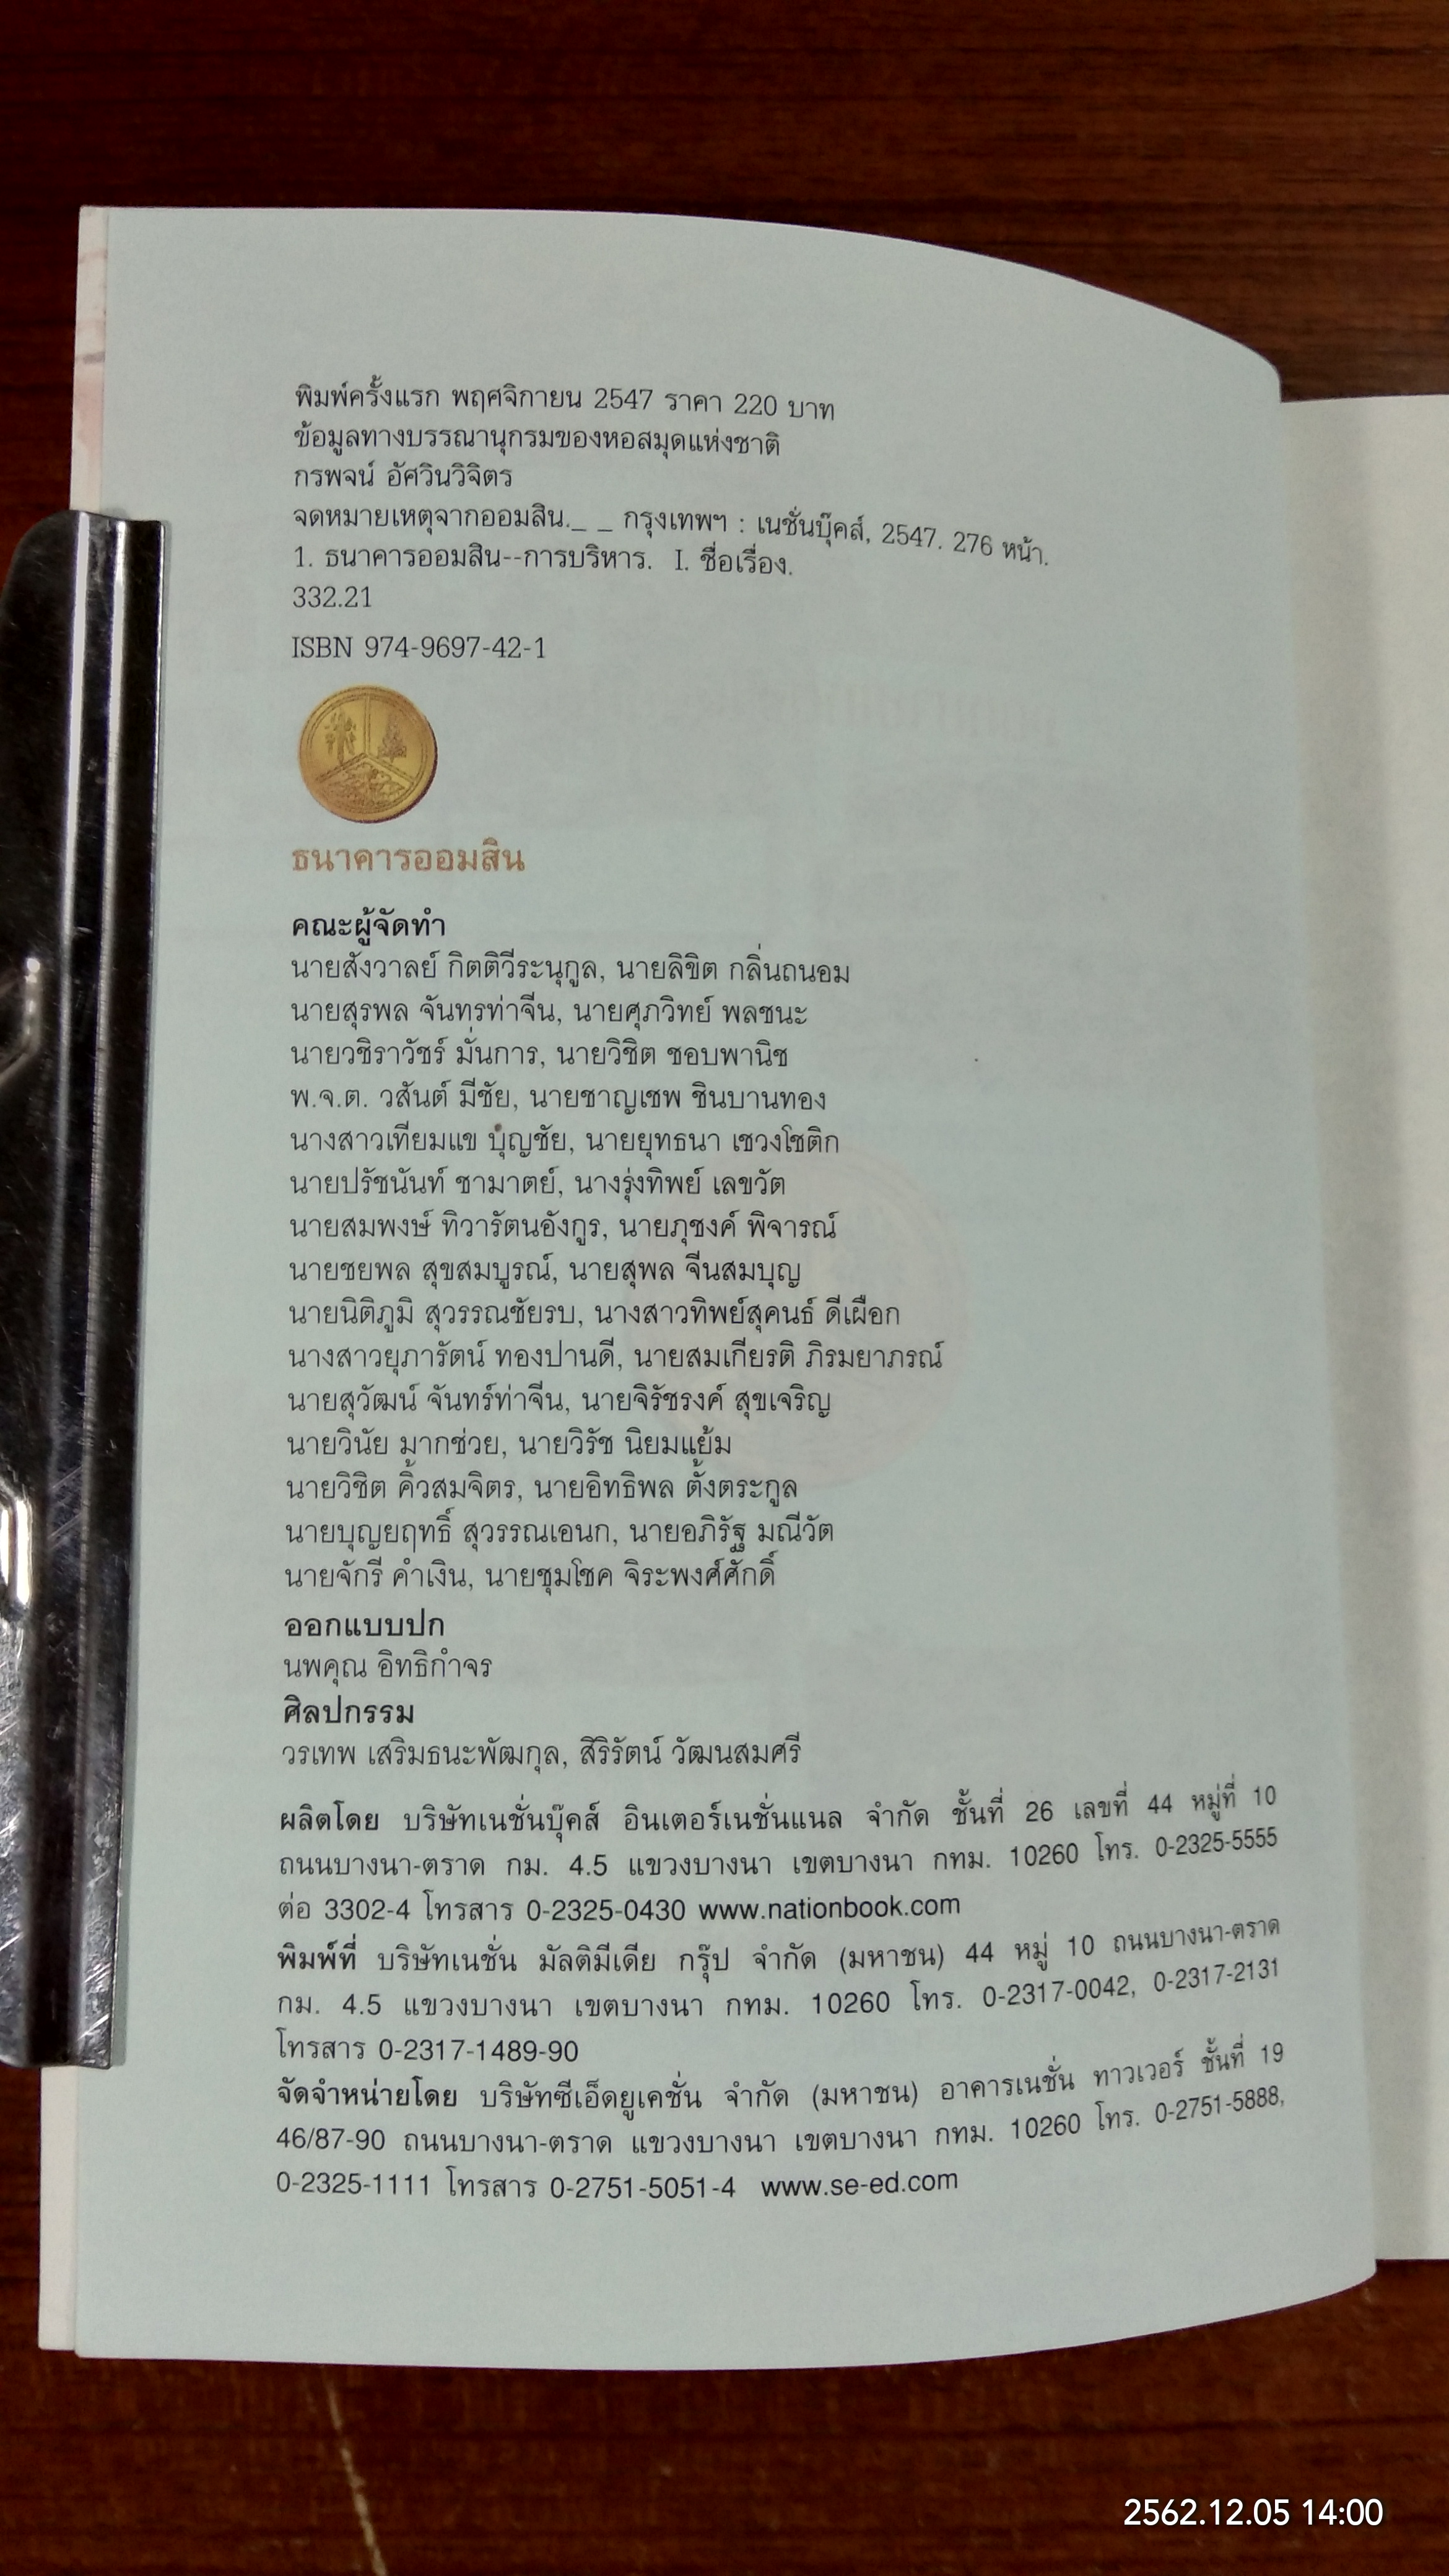 พิมพ์ครั้งแรก พฤศจิกายน 2547 ราคา 220 บาท
ข้อมูลทางบรรณานุกรมของหอสมุดแห่งชาติ
กรพจน์ อัศวินวิจิตร
จดหมายเหตุจากออมสิน._ _ กรุงเทพฯ : เนชั่นบุ๊คส์, 2547. 276 หน้า.
1. ธนาคารออมสิน--การบริหาร. I. ชื่อเรื่อง.
332.21
ISBN 974-9697-42-1
ธนาคารออมสิน
คณะผู้จัดทำ
นายสังวาลย์ กิตติวีระนุกูล, นายลิขิต กลิ่นถนอม
นายสุรพล จันทรท่าจีน, นายศุภวิทย์ พลชนะ
นายวชิราวัชร์ มั่นการ, นายวิชิต ชอบพานิช
พ.จ.ต. วสันต์ มีชัย, นายชาญเชพ ชินบานทอง
นางสาวเทียมแข บุญชัย, นายยุทธนา เชวงโชติก
นายปรัชนันท์ ชามาตย์, นางรุ่งทิพย์ เลขวัต
นายสมพงษ์ ทิวารัตนอังกูร, นายภุชงค์ พิจารณ์
นายชยพล สุขสมบูรณ์, นายสุพล จีนสมบุญ
นายนิติภูมิ สุวรรณชัยรบ, นางสาวทิพย์สุคนธ์ ดีเผือก
นางสาวยุภารัตน์ ทองปานดี, นายสมเกียรติ ภิรมยาภรณ์
นายสุวัฒน์ จันทร์ท่าจีน, นายจิรัชรงค์ สุขเจริญ
นายวินัย มากช่วย, นายวิรัช นิยมแย้ม
นายวิชิต คิ้วสมจิตร, นายอิทธิพล ตั้งตระกูล
นายบุญยฤทธิ์ สุวรรณเอนก, นายอภิรัฐ มณีวัต
นายจักรี คำเงิน, นายชุมโชค จิระพงศ์ศักดิ์
ออกแบบปก
นพคุณ อิทธิกำจร
ศิลปกรรม
วรเทพ เสริมธนะพัฒกุล, สิริรัตน์ วัฒนสมศรี
ผลิตโดย บริษัทเนชั่นบุ๊คส์ อินเตอร์เนชั่นแนล จำกัด ชั้นที่ 26 เลขที่ 44 หมู่ที่ 10
ถนนบางนา-ตราด กม. 4.5 แขวงบางนา เขตบางนา กทม. 10260 โทร. 0-2325-5555
ต่อ 3302-4 โทรสาร 0-2325-0430 www.nationbook.com
พิมพ์ที่ บริษัทเนชั่น มัลติมีเดีย กรุ๊ป จำกัด (มหาชน) 44 หมู่ 10 ถนนบางนา-ตราด
กม. 4.5 แขวงบางนา เขตบางนา กทม. 10260 โทร. 0-2317-0042, 0-2317-2131
โทรสาร 0-2317-1489-90
จัดจำหน่ายโดย บริษัทซีเอ็ดยูเคชั่น จำกัด (มหาชน) อาคารเนชั่น ทาวเวอร์ ชั้นที่ 19
46/87-90 ถนนบางนา-ตราด แขวงบางนา เขตบางนา กทม. 10260 โทร. 0-2751-5888,
0-2325-1111 โทรสาร 0-2751-5051-4 www.se-ed.com
2562.12.05 14:00